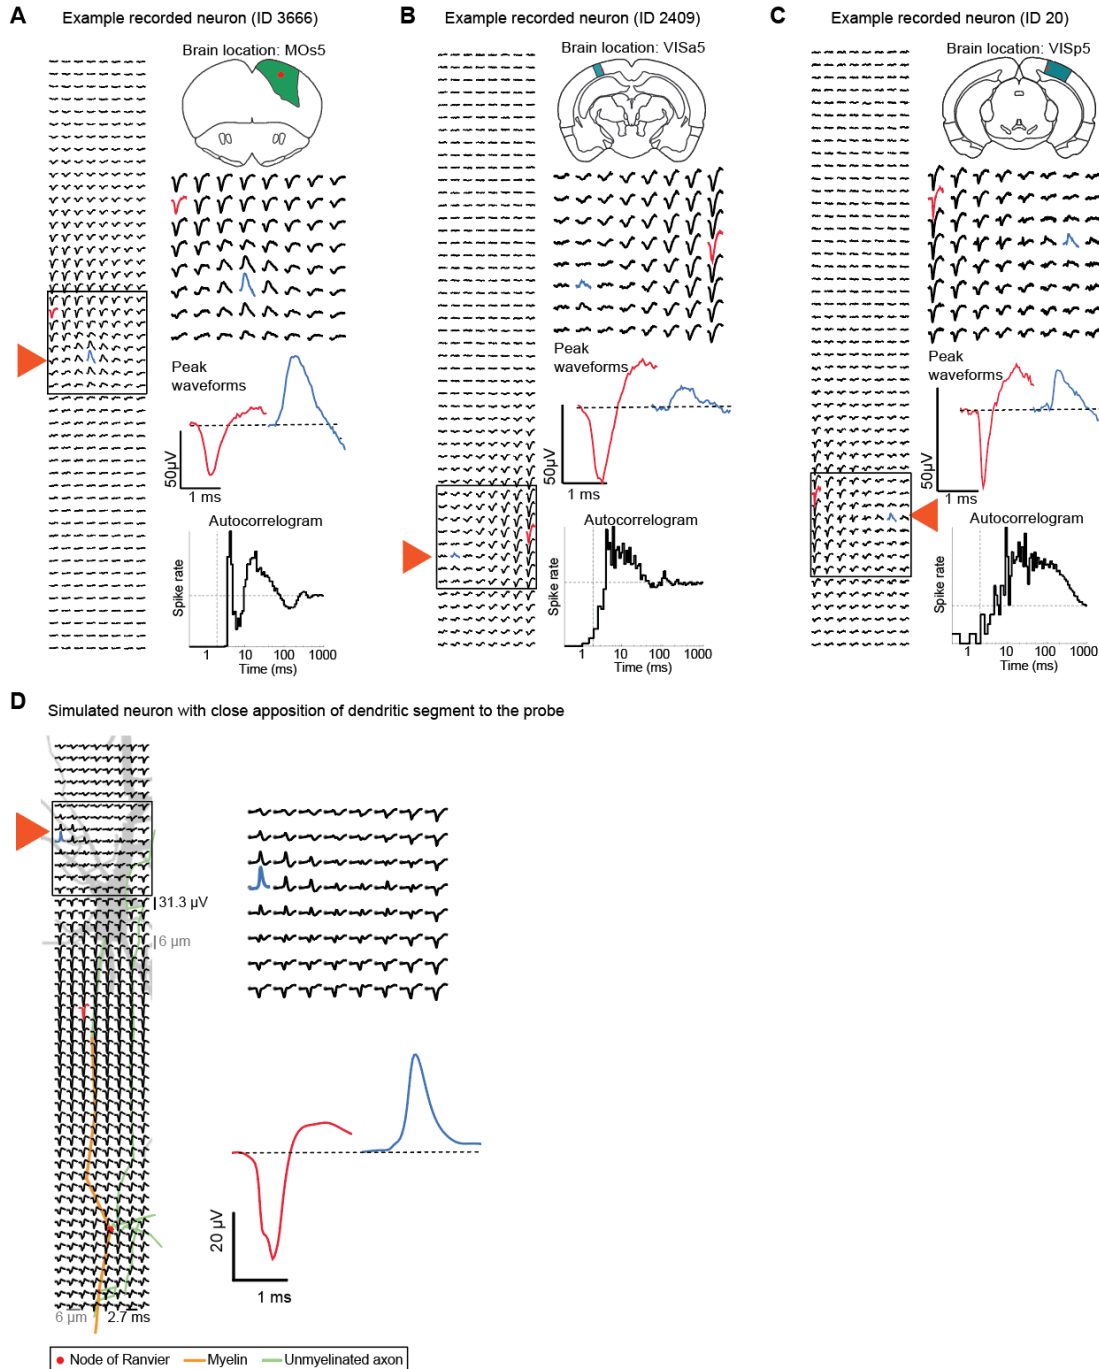 A
Example recorded neuron (ID 3666)
Brain location: MOs5
Peak
waveforms
50µV
1 ms
Autocorrelogram
Spike rate
1 10 100 1000
Time (ms)
B
Example recorded neuron (ID 2409)
Brain location: VISa5
Peak
waveforms
50µV
1 ms
Autocorrelogram
Spike rate
1 10 100 1000
Time (ms)
C
Example recorded neuron (ID 20)
Brain location: VISp5
Peak
waveforms
50µV
1 ms
Autocorrelogram
Spike rate
1 10 100 1000
Time (ms)
D
Simulated neuron with close apposition of dendritic segment to the probe
31.3 µV
6 µm
20 µV
1 ms
6 µm
2.7 ms
Node of Ranvier
Myelin
Unmyelinated axon